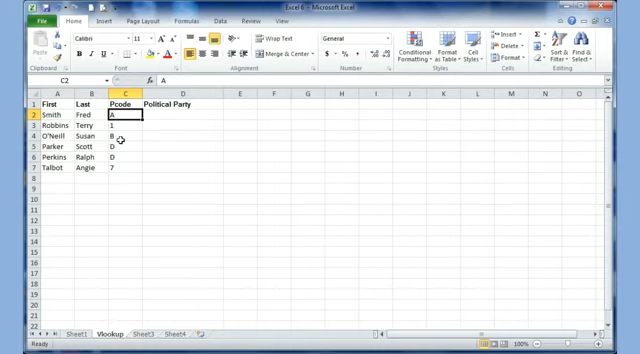 Excel 6 - Microsoft Excel
File Home Insert Page Layout Formulas Data Review View
Paste Calibri 11 A A Wrap Text General Conditional Formatting Format as Table Cell Styles Insert Delete Format Sort & Filter Find & Select
B I U A Merge & Center $ % ,
Clipboard Font Alignment Number Styles Cells Editing
C2 fx A
A B C D E F G H I J K L M N O
1 First Last Pcode Political Party
2 Smith Fred A
3 Robbins Terry 1
4 O'Neill Susan B
5 Parker Scott D
6 Perkins Ralph D
7 Talbot Angie 7
8
9
10
11
12
13
14
15
16
17
18
19
20
21
22
Sheet1 Vlookup Sheet3 Sheet4
Ready 100%